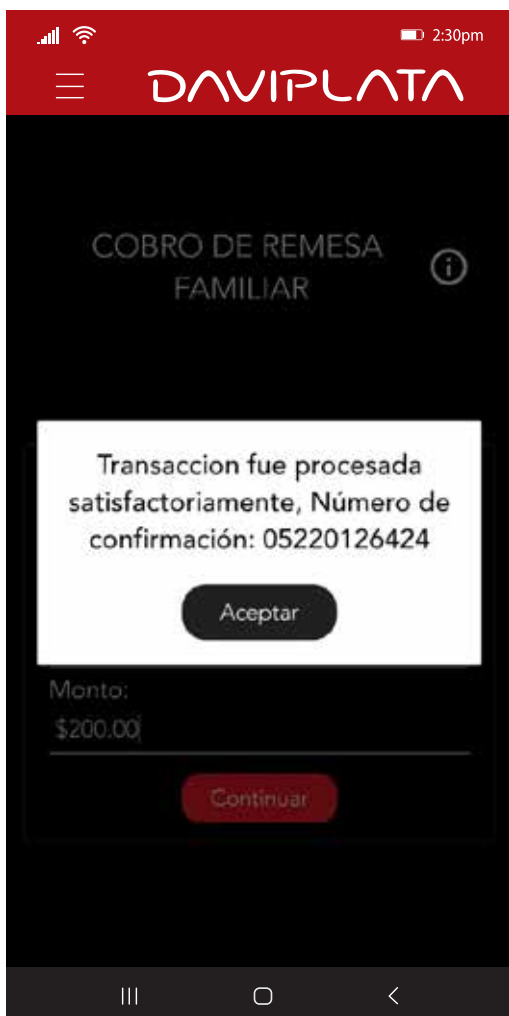 2:30pm
DAVIPLATA
COBRO DE REMESA
FAMILIAR
Transaccion fue procesada
satisfactoriamente, Número de
confirmación: 05220126424
Aceptar
Monto:
$200.00
Continuar